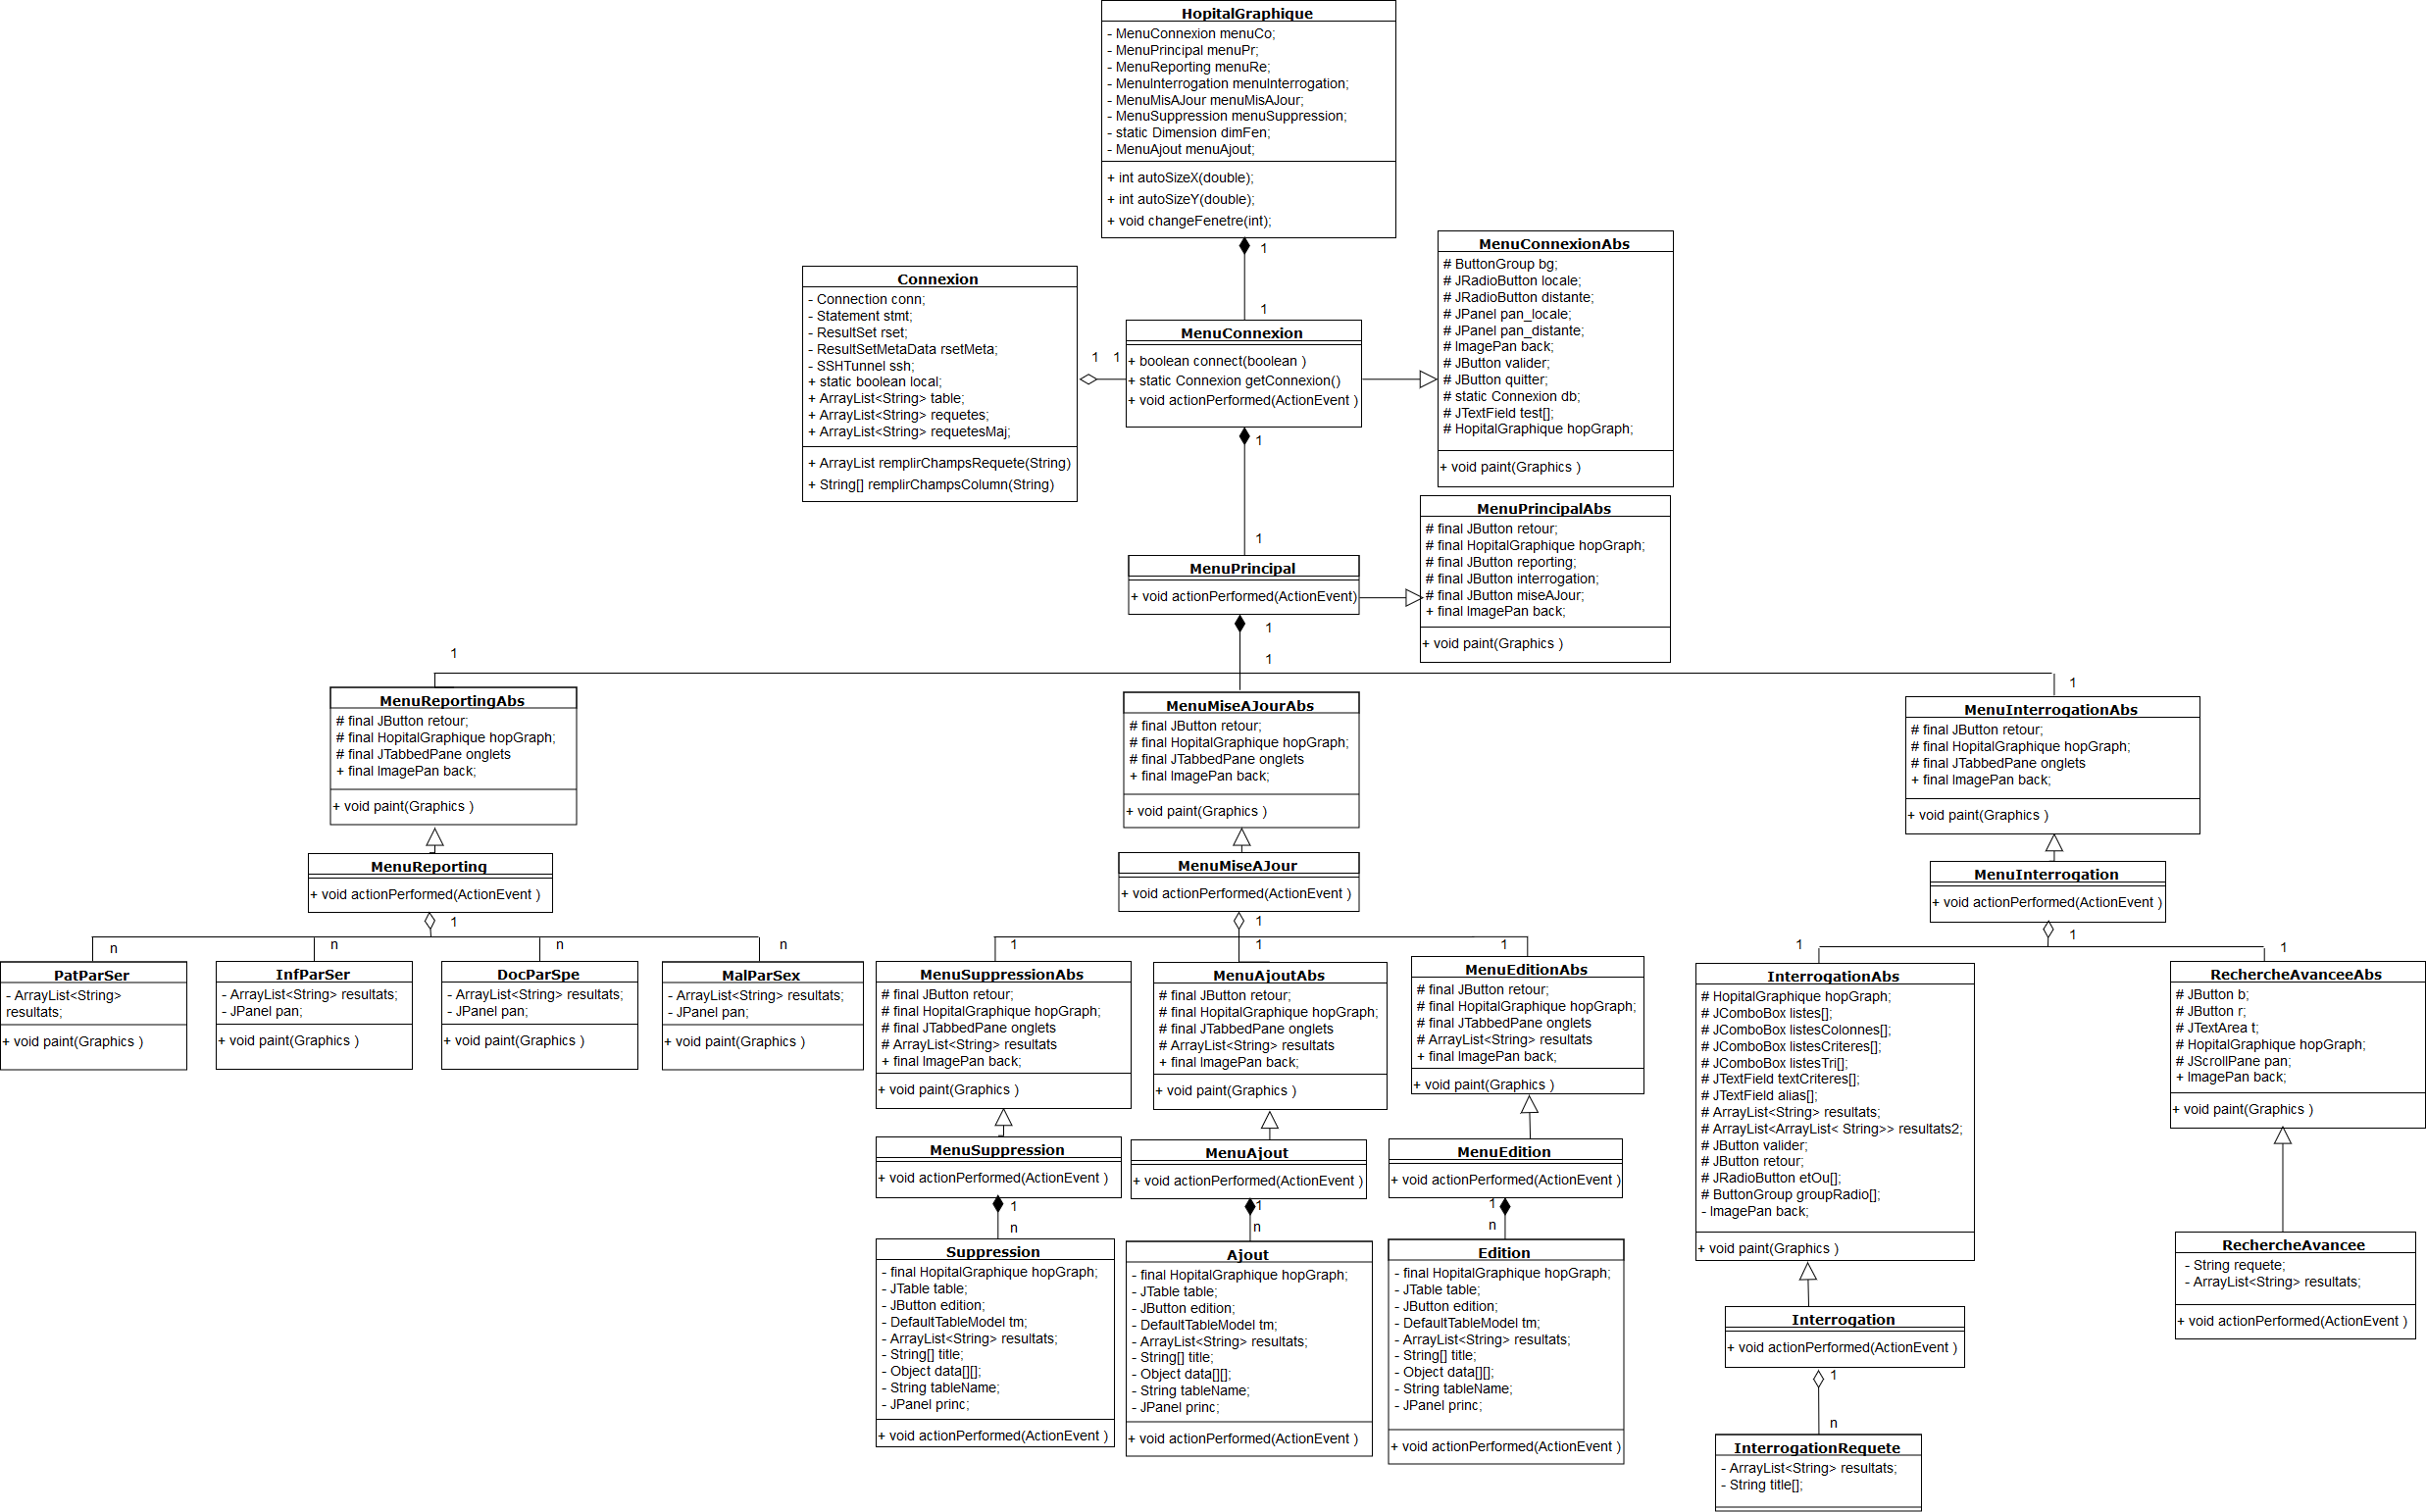 HopitalGraphique
- MenuConnexion menuCo;
- MenuPrincipal menuPr;
- MenuReporting menuRe;
- MenuInterrogation menuInterrogation;
- MenuMisAJour menuMisAJour;
- MenuSuppression menuSuppression;
- static Dimension dimFen;
- MenuAjout menuAjout;
+ int autoSizeX(double);
+ int autoSizeY(double);
+ void changeFenetre(int);
1
1
Connexion
- Connection conn;
- Statement stmt;
- ResultSet rset;
- ResultSetMetaData rsetMeta;
- SSHTunnel ssh;
+ static boolean local;
+ ArrayList<String> table;
+ ArrayList<String> requetes;
+ ArrayList<String> requetesMaj;
+ ArrayList remplirChampsRequete(String)
+ String[] remplirChampsColumn(String)
1 1
MenuConnexion
+ boolean connect(boolean )
+ static Connexion getConnexion()
+ void actionPerformed(ActionEvent )
MenuConnexionAbs
# ButtonGroup bg;
# JRadioButton locale;
# JRadioButton distante;
# JPanel pan_locale;
# JPanel pan_distante;
# ImagePan back;
# JButton valider;
# JButton quitter;
# static Connexion db;
# JTextField test[];
# HopitalGraphique hopGraph;
+ void paint(Graphics )
1
1
MenuPrincipal
+ void actionPerformed(ActionEvent)
MenuPrincipalAbs
# final JButton retour;
# final HopitalGraphique hopGraph;
# final JButton reporting;
# final JButton interrogation;
# final JButton miseAJour;
+ final ImagePan back;
+ void paint(Graphics )
1
1
1
1
MenuReportingAbs
# final JButton retour;
# final HopitalGraphique hopGraph;
# final JTabbedPane onglets
+ final ImagePan back;
+ void paint(Graphics )
MenuMiseAJourAbs
# final JButton retour;
# final HopitalGraphique hopGraph;
# final JTabbedPane onglets
+ final ImagePan back;
+ void paint(Graphics )
MenuInterrogationAbs
# final JButton retour;
# final HopitalGraphique hopGraph;
# final JTabbedPane onglets
+ final ImagePan back;
+ void paint(Graphics )
MenuReporting
+ void actionPerformed(ActionEvent )
MenuMiseAJour
+ void actionPerformed(ActionEvent )
MenuInterrogation
+ void actionPerformed(ActionEvent )
1
n n n n
PatParSer
- ArrayList<String>
resultats;
+ void paint(Graphics )
InfParSer
- ArrayList<String> resultats;
- JPanel pan;
+ void paint(Graphics )
DocParSpe
- ArrayList<String> resultats;
- JPanel pan;
+ void paint(Graphics )
MalParSex
- ArrayList<String> resultats;
- JPanel pan;
+ void paint(Graphics )
1
1 1 1
MenuSuppressionAbs
# final JButton retour;
# final HopitalGraphique hopGraph;
# final JTabbedPane onglets
# ArrayList<String> resultats
+ final ImagePan back;
+ void paint(Graphics )
MenuAjoutAbs
# final JButton retour;
# final HopitalGraphique hopGraph;
# final JTabbedPane onglets
# ArrayList<String> resultats
+ final ImagePan back;
+ void paint(Graphics )
MenuEditionAbs
# final JButton retour;
# final HopitalGraphique hopGraph;
# final JTabbedPane onglets
# ArrayList<String> resultats
+ final ImagePan back;
+ void paint(Graphics )
1
1 1
InterrogationAbs
# HopitalGraphique hopGraph;
# JComboBox listes[];
# JComboBox listesColonnes[];
# JComboBox listesCriteres[];
# JComboBox listesTri[];
# JTextField textCriteres[];
# JTextField alias[];
# ArrayList<String> resultats;
# ArrayList<ArrayList< String>> resultats2;
# JButton valider;
# JButton retour;
# JRadioButton etOu[];
# ButtonGroup groupRadio[];
- ImagePan back;
+ void paint(Graphics )
RechercheAvanceeAbs
# JButton b;
# JButton r;
# JTextArea t;
# HopitalGraphique hopGraph;
# JScrollPane pan;
+ ImagePan back;
+ void paint(Graphics )
MenuSuppression
+ void actionPerformed(ActionEvent )
MenuAjout
+ void actionPerformed(ActionEvent )
MenuEdition
+ void actionPerformed(ActionEvent )
1 1 1
n n n
Suppression
- final HopitalGraphique hopGraph;
- JTable table;
- JButton edition;
- DefaultTableModel tm;
- ArrayList<String> resultats;
- String[] title;
- Object data[][];
- String tableName;
- JPanel princ;
+ void actionPerformed(ActionEvent )
Ajout
- final HopitalGraphique hopGraph;
- JTable table;
- JButton edition;
- DefaultTableModel tm;
- ArrayList<String> resultats;
- String[] title;
- Object data[][];
- String tableName;
- JPanel princ;
+ void actionPerformed(ActionEvent )
Edition
- final HopitalGraphique hopGraph;
- JTable table;
- JButton edition;
- DefaultTableModel tm;
- ArrayList<String> resultats;
- String[] title;
- Object data[][];
- String tableName;
- JPanel princ;
+ void actionPerformed(ActionEvent )
Interrogation
+ void actionPerformed(ActionEvent )
RechercheAvancee
- String requete;
- ArrayList<String> resultats;
+ void actionPerformed(ActionEvent )
1
n
InterrogationRequete
- ArrayList<String> resultats;
- String title[];